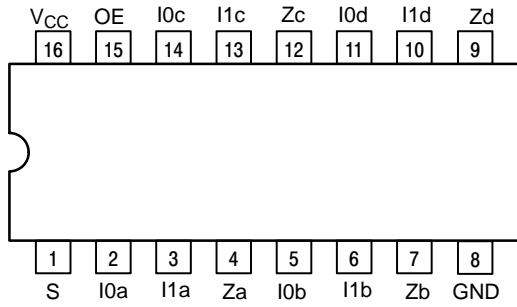 VCC OE I0c I1c Zc I0d I1d Zd
16 15 14 13 12 11 10 9
1 2 3 4 5 6 7 8
S I0a I1a Za I0b I1b Zb GND